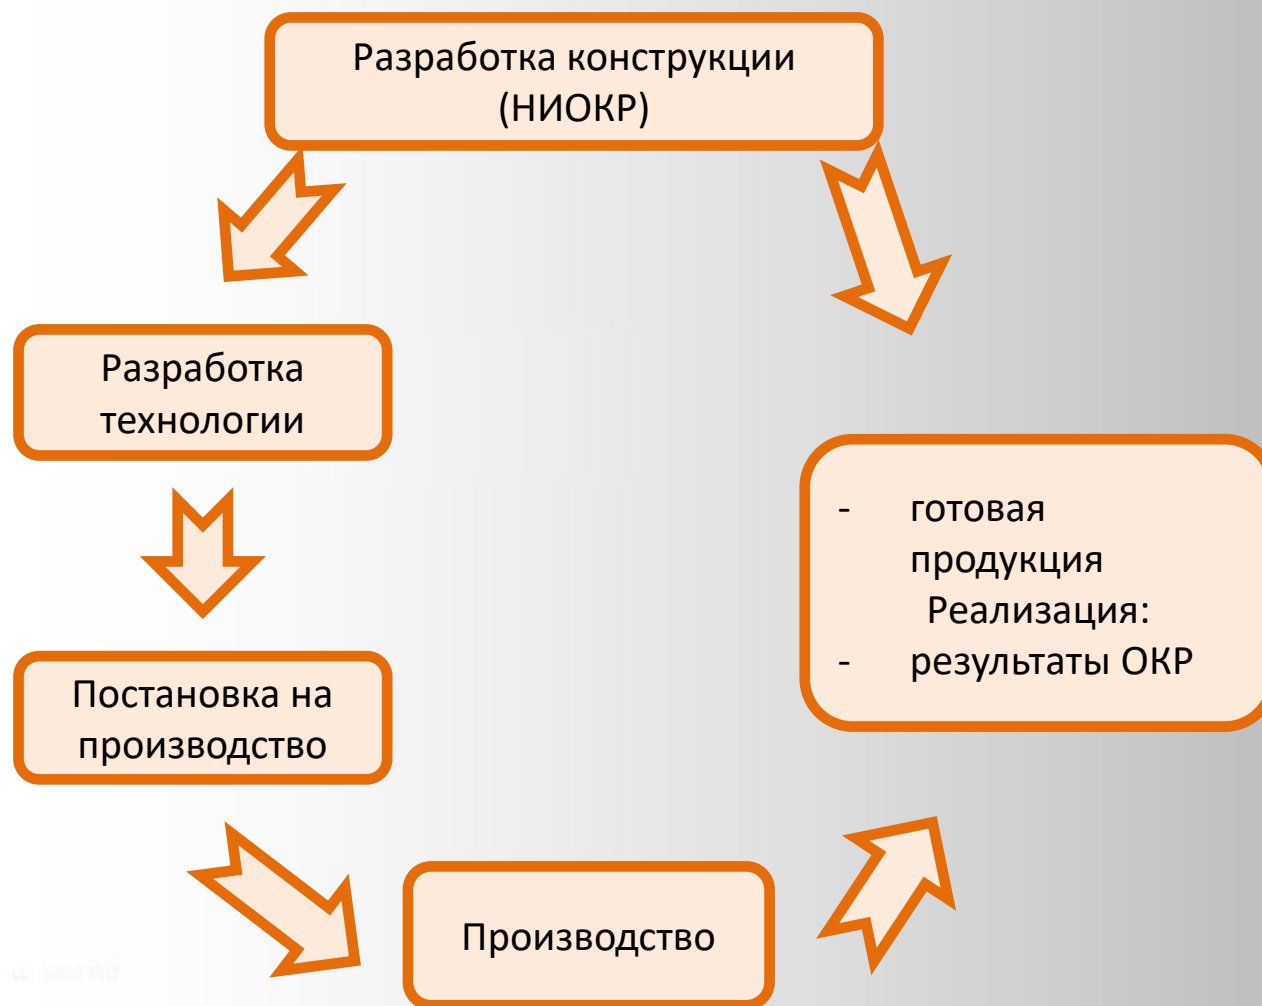 Разработка конструкции
(НИОКР)
Разработка
технологии
Постановка на
производство
Производство
- готовая
продукция
Реализация:
- результаты ОКР